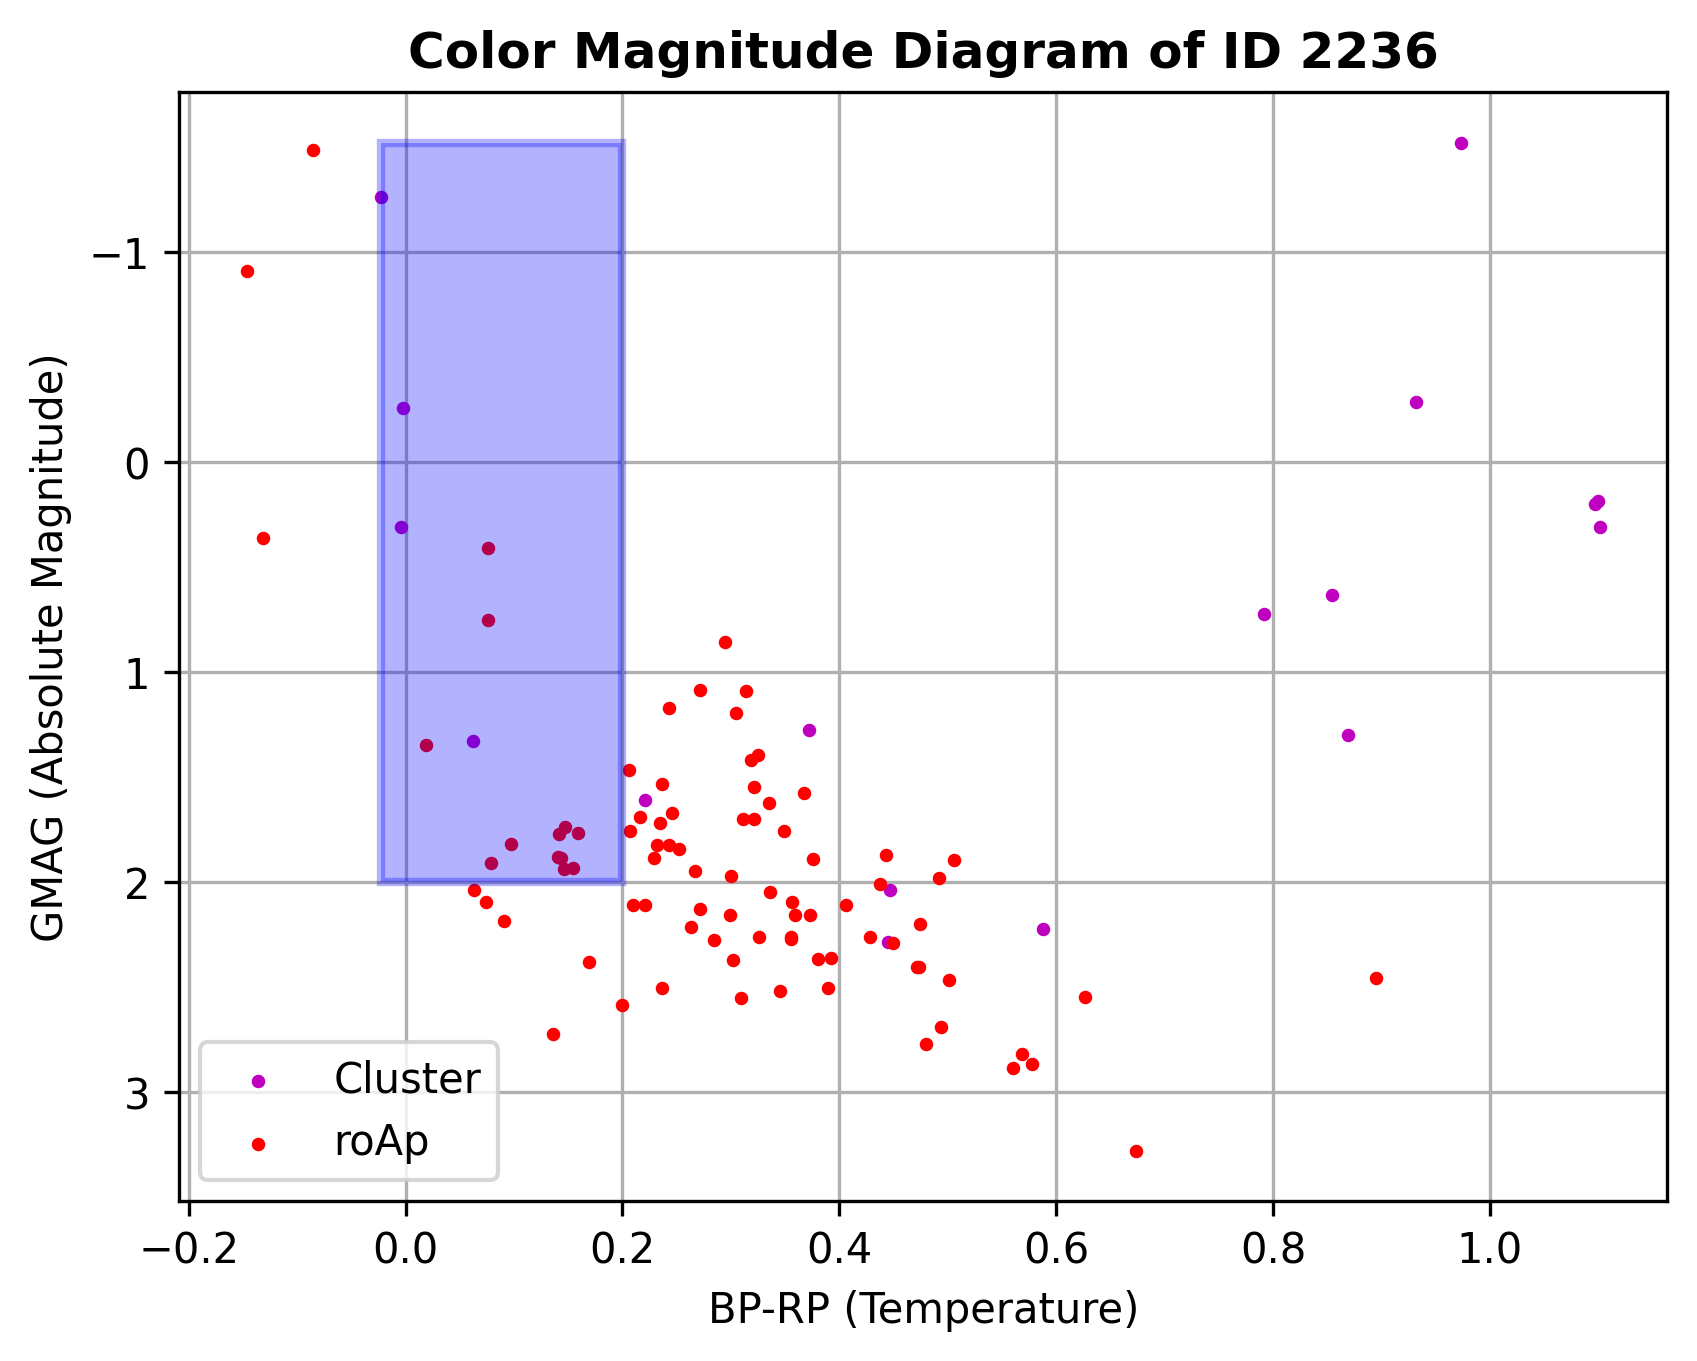 Color Magnitude Diagram of ID 2236
GMAG (Absolute Magnitude)
−1
0
1
2
3
Cluster
roAp
−0.2 0.0 0.2 0.4 0.6 0.8 1.0
BP-RP (Temperature)